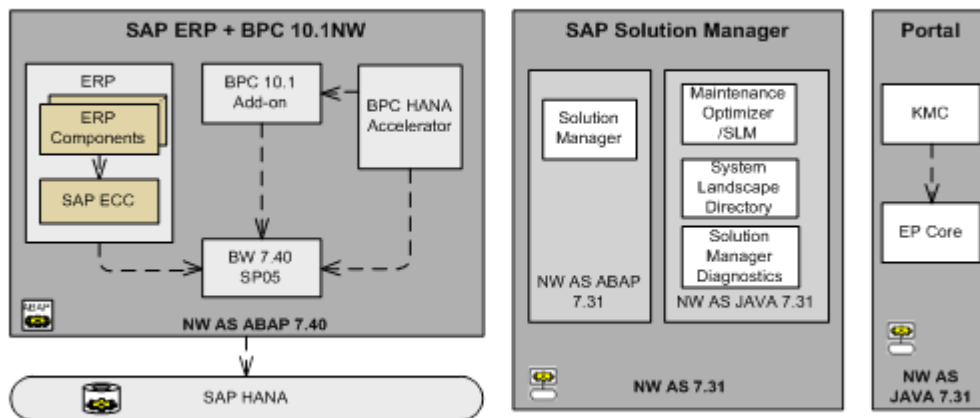 SAP ERP + BPC 10.1NW
ERP
ERP
Components
SAP ECC
BPC 10.1
Add-on
BPC HANA
Accelerator
BW 7.40
SP05
ABAP
NW AS ABAP 7.40
SAP HANA
SAP Solution Manager
Solution
Manager
NW AS ABAP
7.31
Maintenance
Optimizer
/SLM
System
Landscape
Directory
Solution
Manager
Diagnostics
NW AS JAVA 7.31
NW AS 7.31
Portal
KMC
EP Core
NW AS
JAVA 7.31